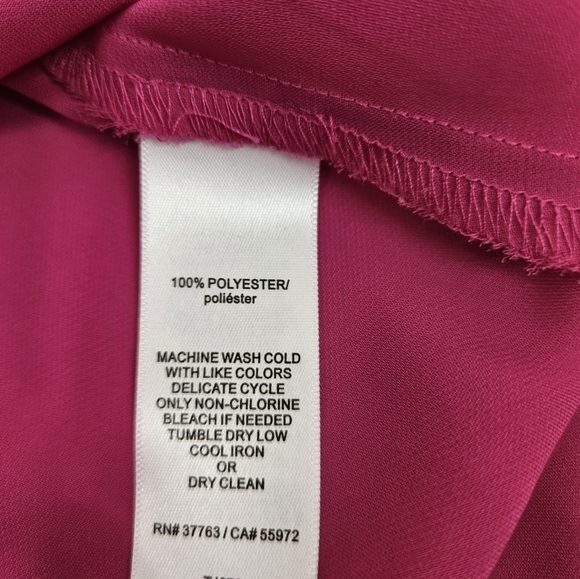 100% POLYESTER/
poliéster
MACHINE WASH COLD
WITH LIKE COLORS
DELICATE CYCLE
ONLY NON-CHLORINE
BLEACH IF NEEDED
TUMBLE DRY LOW
COOL IRON
OR
DRY CLEAN
RN# 37763 / CA# 55972